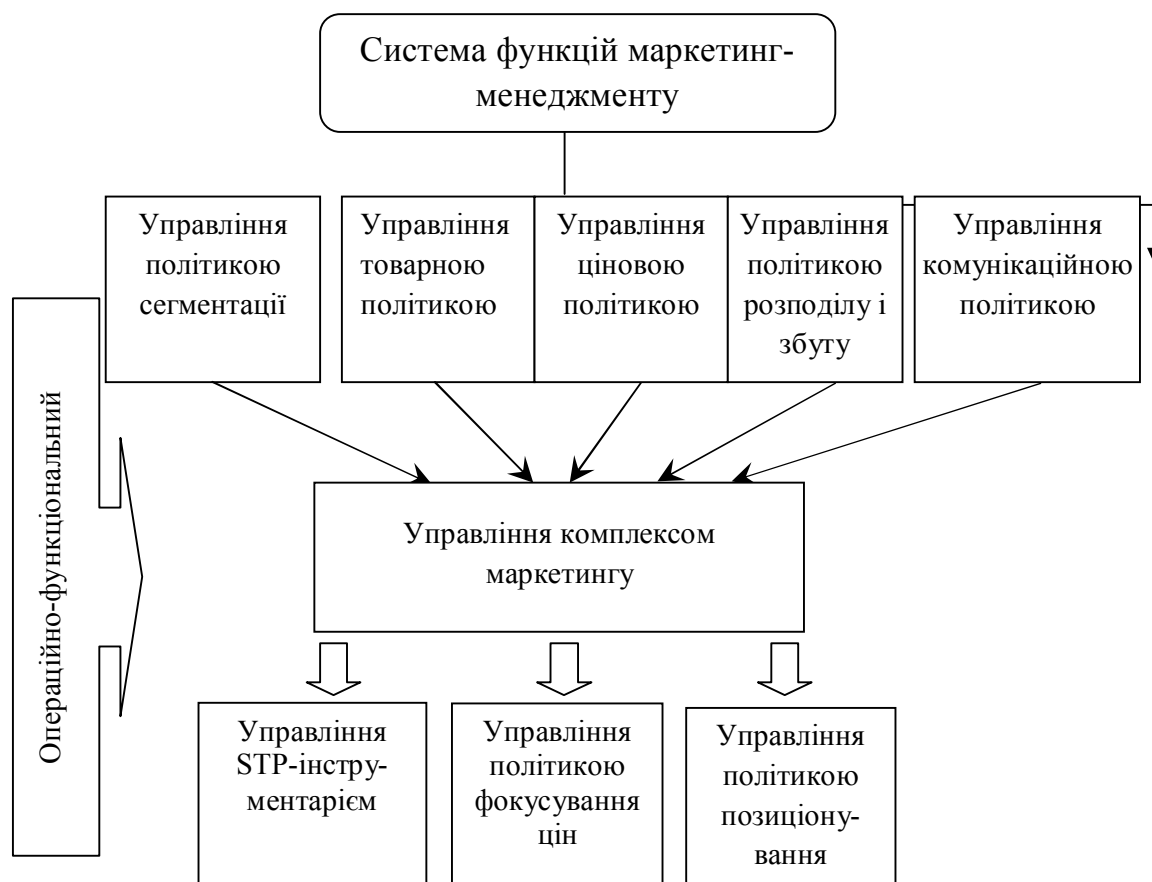 Система функцій маркетинг-
менеджменту
Управління
політикою
сегментації
Управління
товарною
політикою
Управління
ціновою
політикою
Управління
політикою
розподілу і
збуту
Управління
комунікаційною
політикою
Операційно-функціональний
Управління комплексом
маркетингу
Управління
STP-інстру-
ментарієм
Управління
політикою
фокусування
цін
Управління
політикою
позиціону-
вання